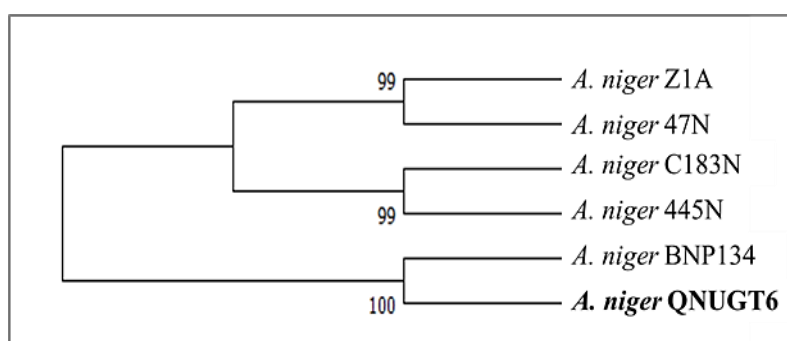 99
A. niger Z1A
A. niger 47N
A. niger C183N
99
A. niger 445N
A. niger BNP134
100
A. niger QNUGT6